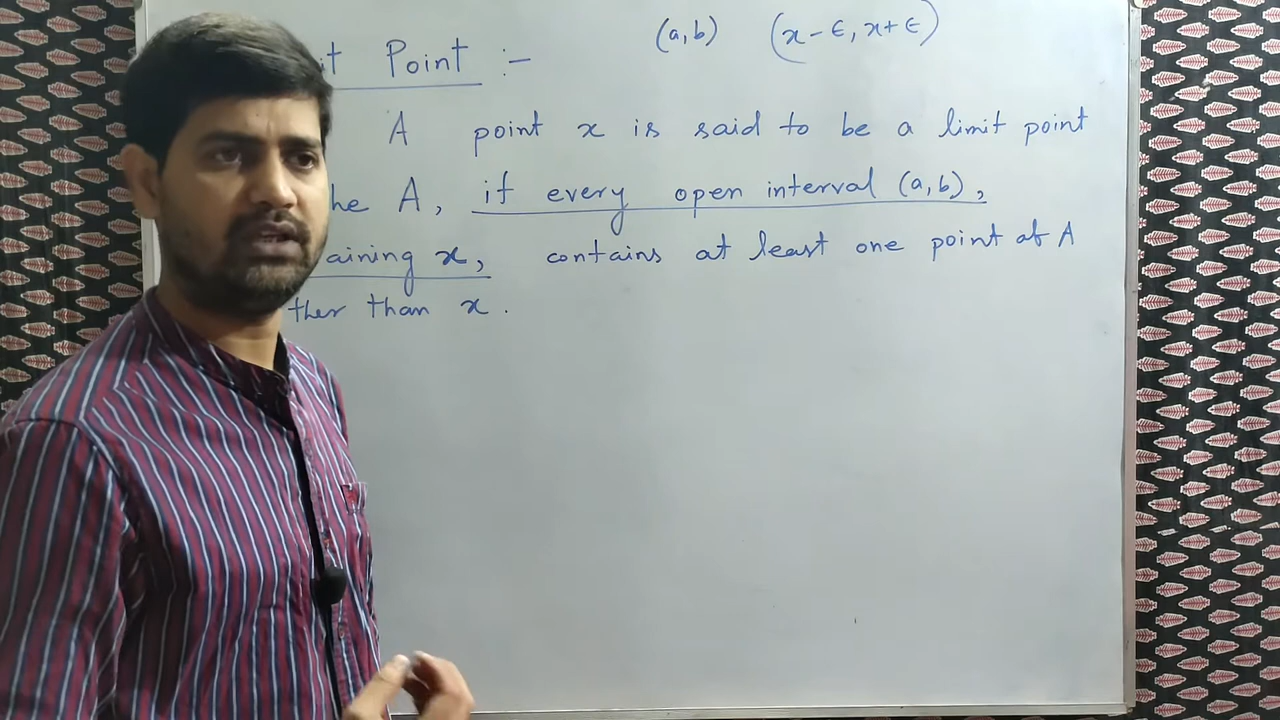 (a,b) (x-ϵ, x+ϵ)
Point :-
A point x is said to be a limit point
A, if every open interval (a,b),
x, contains at least one point of A
than x.